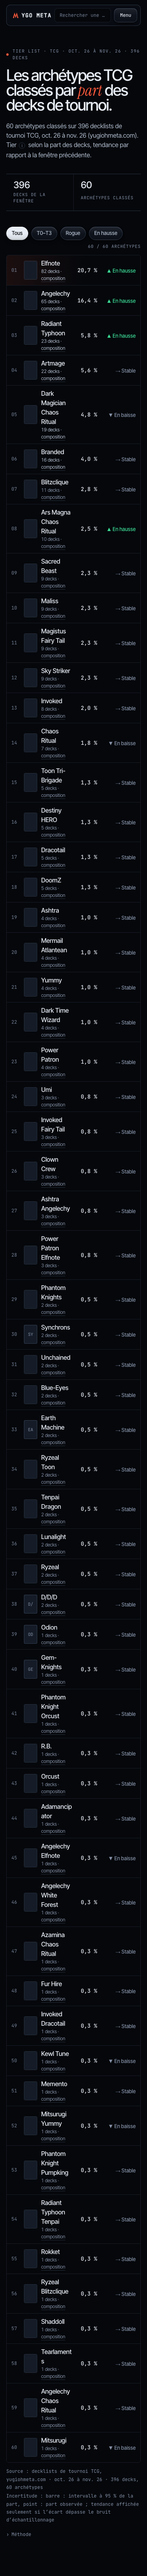 YGO META
Rechercher une …
Menu
TIER LIST · TCG · OCT. 26 À NOV. 26 · 396
DECKS
Les archétypes TCG
classés par part des
decks de tournoi.
60 archétypes classés sur 396 decklists de
tournoi TCG, oct. 26 à nov. 26 (yugiohmeta.com).
Tier ⓘ selon la part des decks, tendance par
rapport à la fenêtre précédente.
396
DECKS DE LA
FENÊTRE
60
ARCHÉTYPES CLASSÉS
Tous
T0–T3
Rogue
En hausse
60 / 60 ARCHÉTYPES
01 Elfnote 20,7 % ▲ En hausse
82 decks ·
composition
02 Angelechy 16,4 % ▲ En hausse
65 decks ·
composition
03 Radiant
Typhoon 5,8 % ▲ En hausse
23 decks ·
composition
04 Artmage 5,6 % → Stable
22 decks ·
composition
05 Dark
Magician
Chaos
Ritual 4,8 % ▼ En baisse
19 decks ·
composition
06 Branded 4,0 % → Stable
16 decks ·
composition
07 Blitzclique 2,8 % → Stable
11 decks ·
composition
08 Ars Magna
Chaos
Ritual 2,5 % ▲ En hausse
10 decks ·
composition
09 Sacred
Beast 2,3 % → Stable
9 decks ·
composition
10 Maliss 2,3 % → Stable
9 decks ·
composition
11 Magistus
Fairy Tail 2,3 % → Stable
9 decks ·
composition
12 Sky Striker 2,3 % → Stable
9 decks ·
composition
13 Invoked 2,0 % → Stable
8 decks ·
composition
14 Chaos
Ritual 1,8 % ▼ En baisse
7 decks ·
composition
15 Toon Tri-
Brigade 1,3 % → Stable
5 decks ·
composition
16 Destiny
HERO 1,3 % → Stable
5 decks ·
composition
17 Dracotail 1,3 % → Stable
5 decks ·
composition
18 DoomZ 1,3 % → Stable
5 decks ·
composition
19 Ashtra 1,0 % → Stable
4 decks ·
composition
20 Mermail
Atlantean 1,0 % → Stable
4 decks ·
composition
21 Yummy 1,0 % → Stable
4 decks ·
composition
22 Dark Time
Wizard 1,0 % → Stable
4 decks ·
composition
23 Power
Patron 1,0 % → Stable
4 decks ·
composition
24 Umi 0,8 % → Stable
3 decks ·
composition
25 Invoked
Fairy Tail 0,8 % → Stable
3 decks ·
composition
26 Clown
Crew 0,8 % → Stable
3 decks ·
composition
27 Ashtra
Angelechy 0,8 % → Stable
3 decks ·
composition
28 Power
Patron
Elfnote 0,8 % → Stable
3 decks ·
composition
29 Phantom
Knights 0,5 % → Stable
2 decks ·
composition
30 SY Synchrons 0,5 % → Stable
2 decks ·
composition
31 Unchained 0,5 % → Stable
2 decks ·
composition
32 Blue-Eyes 0,5 % → Stable
2 decks ·
composition
33 EA Earth
Machine 0,5 % → Stable
2 decks ·
composition
34 Ryzeal
Toon 0,5 % → Stable
2 decks ·
composition
35 Tenpai
Dragon 0,5 % → Stable
2 decks ·
composition
36 Lunalight 0,5 % → Stable
2 decks ·
composition
37 Ryzeal 0,5 % → Stable
2 decks ·
composition
38 D/ D/D/D 0,5 % → Stable
2 decks ·
composition
39 OD Odion 0,3 % → Stable
1 decks ·
composition
40 GE Gem-
Knights 0,3 % → Stable
1 decks ·
composition
41 Phantom
Knight
Orcust 0,3 % → Stable
1 decks ·
composition
42 R.B. 0,3 % → Stable
1 decks ·
composition
43 Orcust 0,3 % → Stable
1 decks ·
composition
44 Adamancip
ator 0,3 % → Stable
1 decks ·
composition
45 Angelechy
Elfnote 0,3 % ▼ En baisse
1 decks ·
composition
46 Angelechy
White
Forest 0,3 % → Stable
1 decks ·
composition
47 Azamina
Chaos
Ritual 0,3 % → Stable
1 decks ·
composition
48 Fur Hire 0,3 % → Stable
1 decks ·
composition
49 Invoked
Dracotail 0,3 % → Stable
1 decks ·
composition
50 Kewl Tune 0,3 % ▼ En baisse
1 decks ·
composition
51 Memento 0,3 % → Stable
1 decks ·
composition
52 Mitsurugi
Yummy 0,3 % ▼ En baisse
1 decks ·
composition
53 Phantom
Knight
Pumpking 0,3 % → Stable
1 decks ·
composition
54 Radiant
Typhoon
Tenpai 0,3 % → Stable
1 decks ·
composition
55 Rokket 0,3 % → Stable
1 decks ·
composition
56 Ryzeal
Blitzclique 0,3 % → Stable
1 decks ·
composition
57 Shaddoll 0,3 % → Stable
1 decks ·
composition
58 Tearlament
s 0,3 % → Stable
1 decks ·
composition
59 Angelechy
Chaos
Ritual 0,3 % → Stable
1 decks ·
composition
60 Mitsurugi 0,3 % ▼ En baisse
1 decks ·
composition
Source : decklists de tournoi TCG,
yugiohmeta.com · oct. 26 à nov. 26 · 396 decks,
60 archétypes
Incertitude : barre : intervalle à 95 % de la
part, point : part observée ; tendance affichée
seulement si l'écart dépasse le bruit
d'échantillonnage
› Méthode